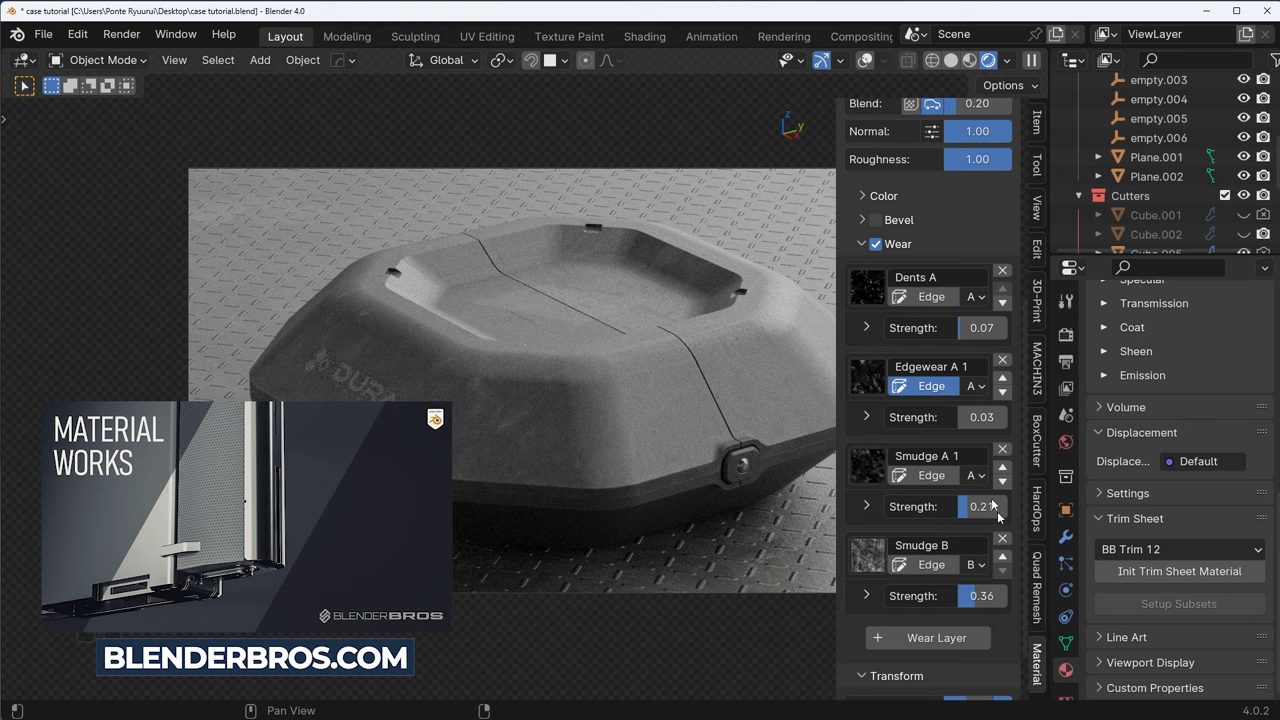 * case tutorial [C:\Users\Ponte Ryuurui\Desktop\case tutorial.blend] - Blender 4.0
File Edit Render Window Help Layout Modeling Sculpting UV Editing Texture Paint Shading Animation Rendering Compositing Scene ViewLayer
Object Mode View Select Add Object Global
Options
Blend: 0.20
Normal: 1.00
Roughness: 1.00
Color
Bevel
Wear
Dents A
Edge A
Strength: 0.07
Edgewear A 1
Edge A
Strength: 0.03
Smudge A 1
Edge A
Strength: 0.21
Smudge B
Edge B
Strength: 0.36
+ Wear Layer
Transform
Item
Tool
View
Edit
3D-Print
MACHIN3
BoxCutter
HardOps
Quad Remesh
Material
empty.003
empty.004
empty.005
empty.006
Plane.001
Plane.002
Cutters
Cube.001
Cube.002
Transmission
Coat
Sheen
Emission
Volume
Displacement
Displace... Default
Settings
Trim Sheet
BB Trim 12
Init Trim Sheet Material
Setup Subsets
Line Art
Viewport Display
Custom Properties
Z
MATERIAL
WORKS
BLENDERBROS
BLENDERBROS.COM
Pan View
4.0.2